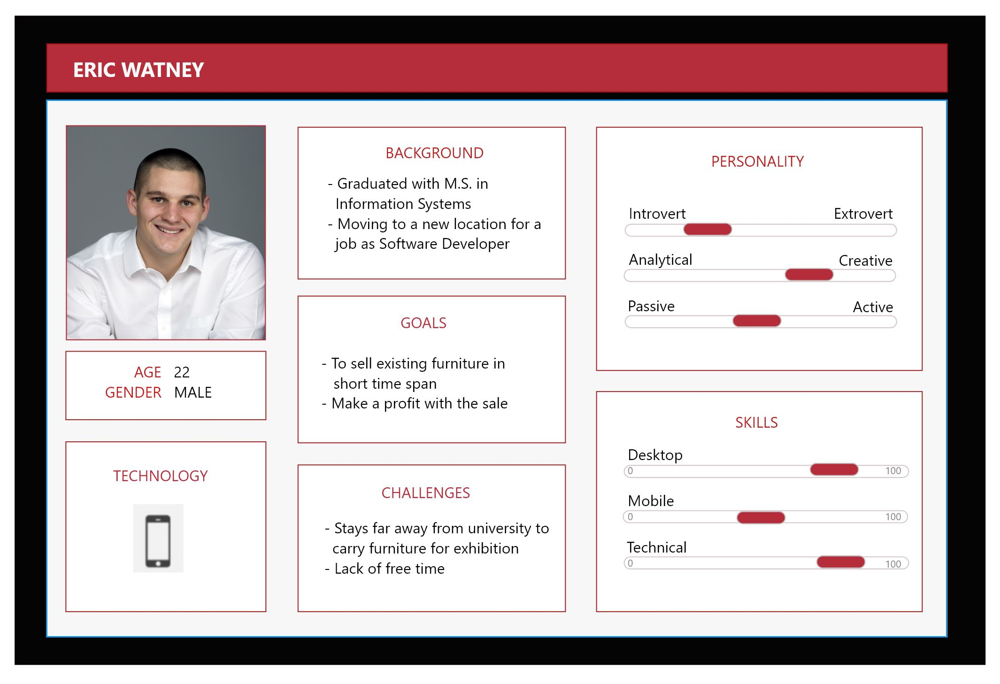 ERIC WATNEY
AGE 22
GENDER MALE
TECHNOLOGY
BACKGROUND
- Graduated with M.S. in
Information Systems
- Moving to a new location for a
job as Software Developer
GOALS
- To sell existing furniture in
short time span
- Make a profit with the sale
CHALLENGES
- Stays far away from university to
carry furniture for exhibition
- Lack of free time
PERSONALITY
Introvert Extrovert
Analytical Creative
Passive Active
SKILLS
Desktop
0 100
Mobile
0 100
Technical
0 100